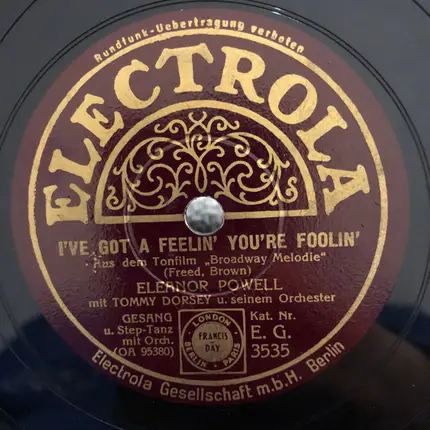 Rundfunk-Uebertragung verboten
ELECTROLA
I'VE GOT A FEELIN' YOU'RE FOOLIN'
Aus dem Tonfilm „Broadway Melodie"
(Freed, Brown)
ELEANOR POWELL
mit TOMMY DORSEY u. seinem Orchester
GESANG
u. Step-Tanz
mit Orch.
(OA 95380)
LONDON
FRANCIS
&
DAY
BERLIN • PARIS
Kat. Nr.
E. G.
3535
Electrola Gesellschaft m.b.H. Berlin